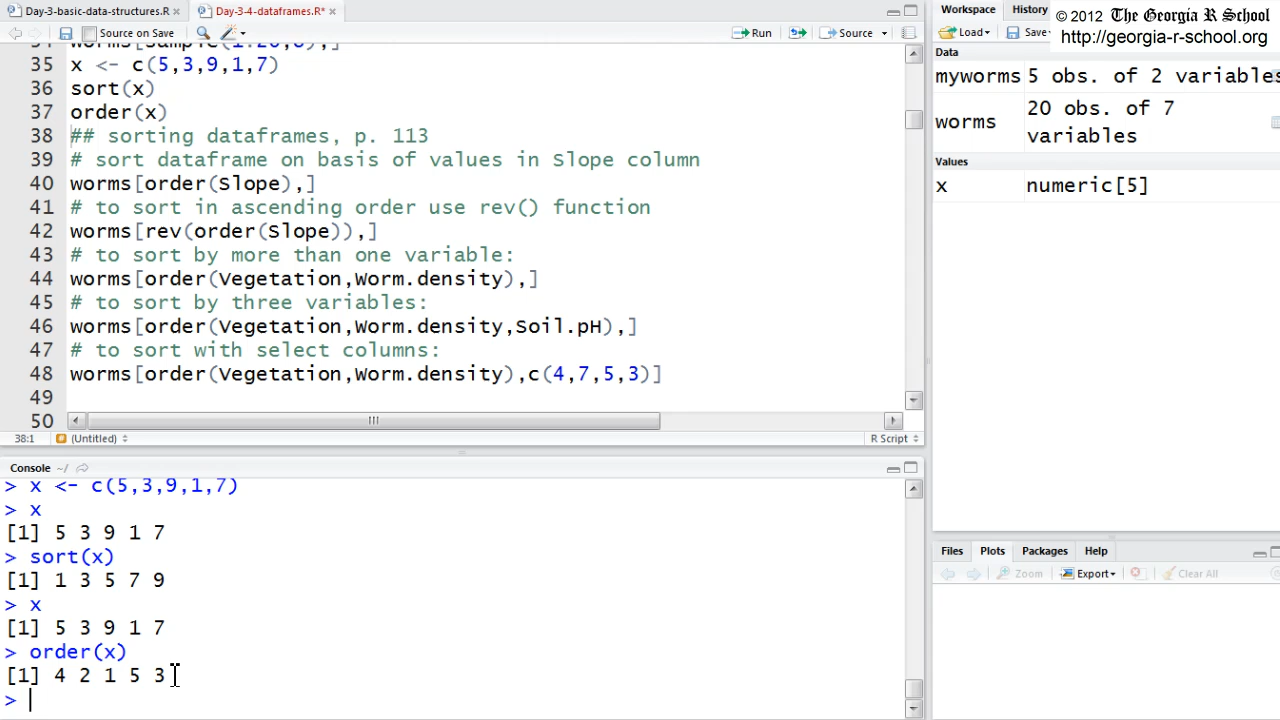 Day-3-basic-data-structures.R
Day-3-4-dataframes.R*
Source on Save
Run
Source
35 x <- c(5,3,9,1,7)
36 sort(x)
37 order(x)
38 ## sorting dataframes, p. 113
39 # sort dataframe on basis of values in Slope column
40 worms[order(Slope),]
41 # to sort in ascending order use rev() function
42 worms[rev(order(Slope)),]
43 # to sort by more than one variable:
44 worms[order(Vegetation,Worm.density),]
45 # to sort by three variables:
46 worms[order(Vegetation,Worm.density,Soil.pH),]
47 # to sort with select columns:
48 worms[order(Vegetation,Worm.density),c(4,7,5,3)]
49
50
38:1 (Untitled) R Script
Console ~/
> x <- c(5,3,9,1,7)
> x
[1] 5 3 9 1 7
> sort(x)
[1] 1 3 5 7 9
> x
[1] 5 3 9 1 7
> order(x)
[1] 4 2 1 5 3
>
Workspace History
© 2012 The Georgia R School
http://georgia-r-school.org
Load Save
Data
myworms 5 obs. of 2 variables
worms 20 obs. of 7
variables
Values
x numeric[5]
Files Plots Packages Help
Zoom Export Clear All